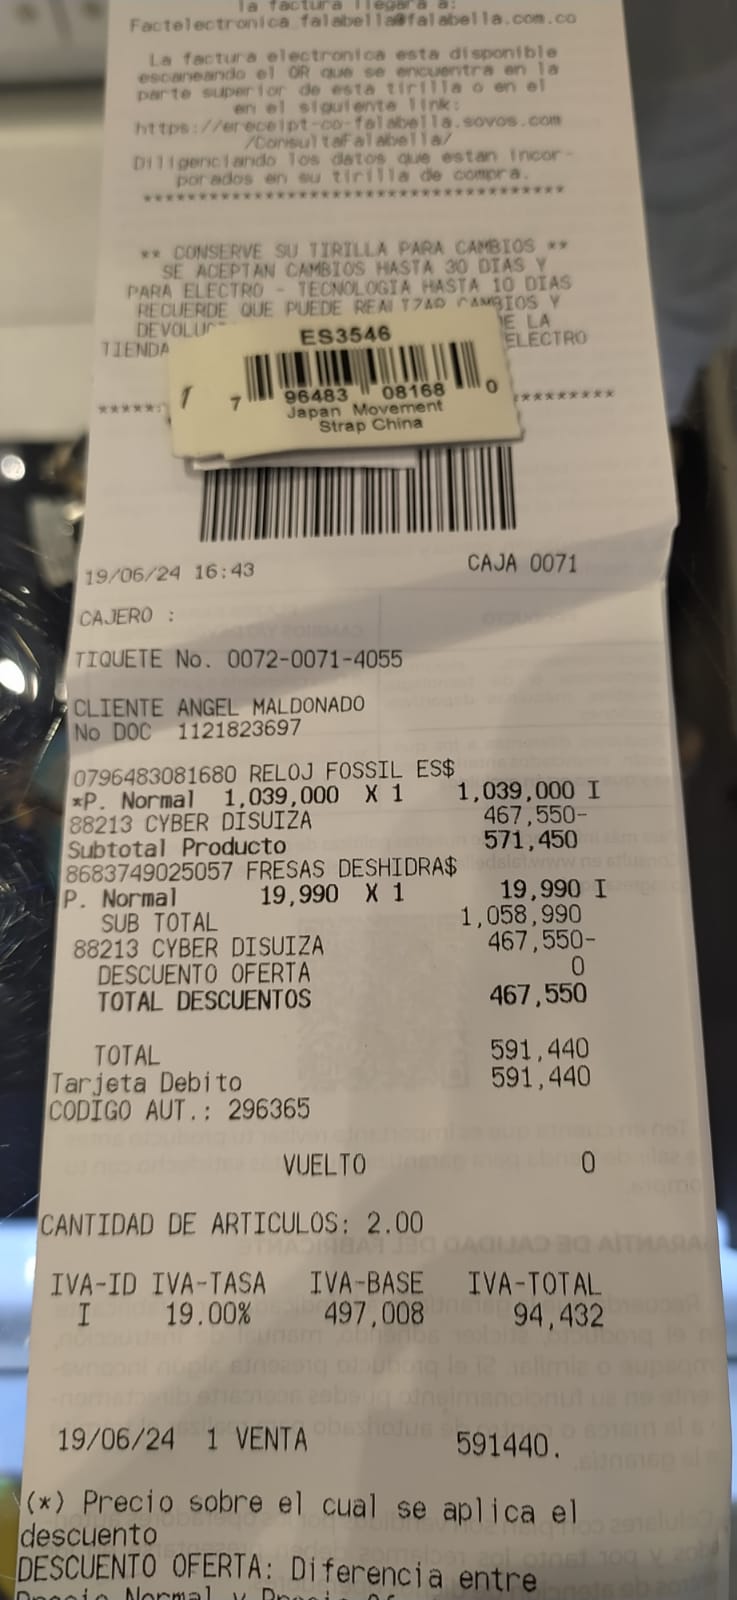 la factura llegara a:
Factelectronica_falabella@falabella.com.co
La factura electronica esta disponible
escaneando el QR que se encuentra en la
parte superior de esta tirilla o en el
en el siguiente link:
https://ereceipt-co-falabella.sovos.com
/ConsultaFalabella/
Diligenciando los datos que estan incor-
porados en su tirilla de compra.
****************************************
** CONSERVE SU TIRILLA PARA CAMBIOS **
SE ACEPTAN CAMBIOS HASTA 30 DIAS Y
PARA ELECTRO - TECNOLOGIA HASTA 10 DIAS
RECUERDE QUE PUEDE REALIZAR CAMBIOS Y
DEVOLUC E LA
TIENDA ELECTRO
ES3546
1
7 96483 08168 0
Japan Movement
Strap China
19/06/24 16:43 CAJA 0071
CAJERO :
TIQUETE No. 0072-0071-4055
CLIENTE ANGEL MALDONADO
No DOC 1121823697
0796483081680 RELOJ FOSSIL ES$
*P. Normal 1,039,000 X 1 1,039,000 I
88213 CYBER DISUIZA 467,550-
Subtotal Producto 571,450
8683749025057 FRESAS DESHIDRA$
P. Normal 19,990 X 1 19,990 I
SUB TOTAL 1,058,990
88213 CYBER DISUIZA 467,550-
DESCUENTO OFERTA 0
TOTAL DESCUENTOS 467,550
TOTAL 591,440
Tarjeta Debito 591,440
CODIGO AUT.: 296365
VUELTO 0
CANTIDAD DE ARTICULOS: 2.00
IVA-ID IVA-TASA IVA-BASE IVA-TOTAL
I 19.00% 497,008 94,432
19/06/24 1 VENTA 591440.
(*) Precio sobre el cual se aplica el
descuento
DESCUENTO OFERTA: Diferencia entre
Precio Normal y Precio